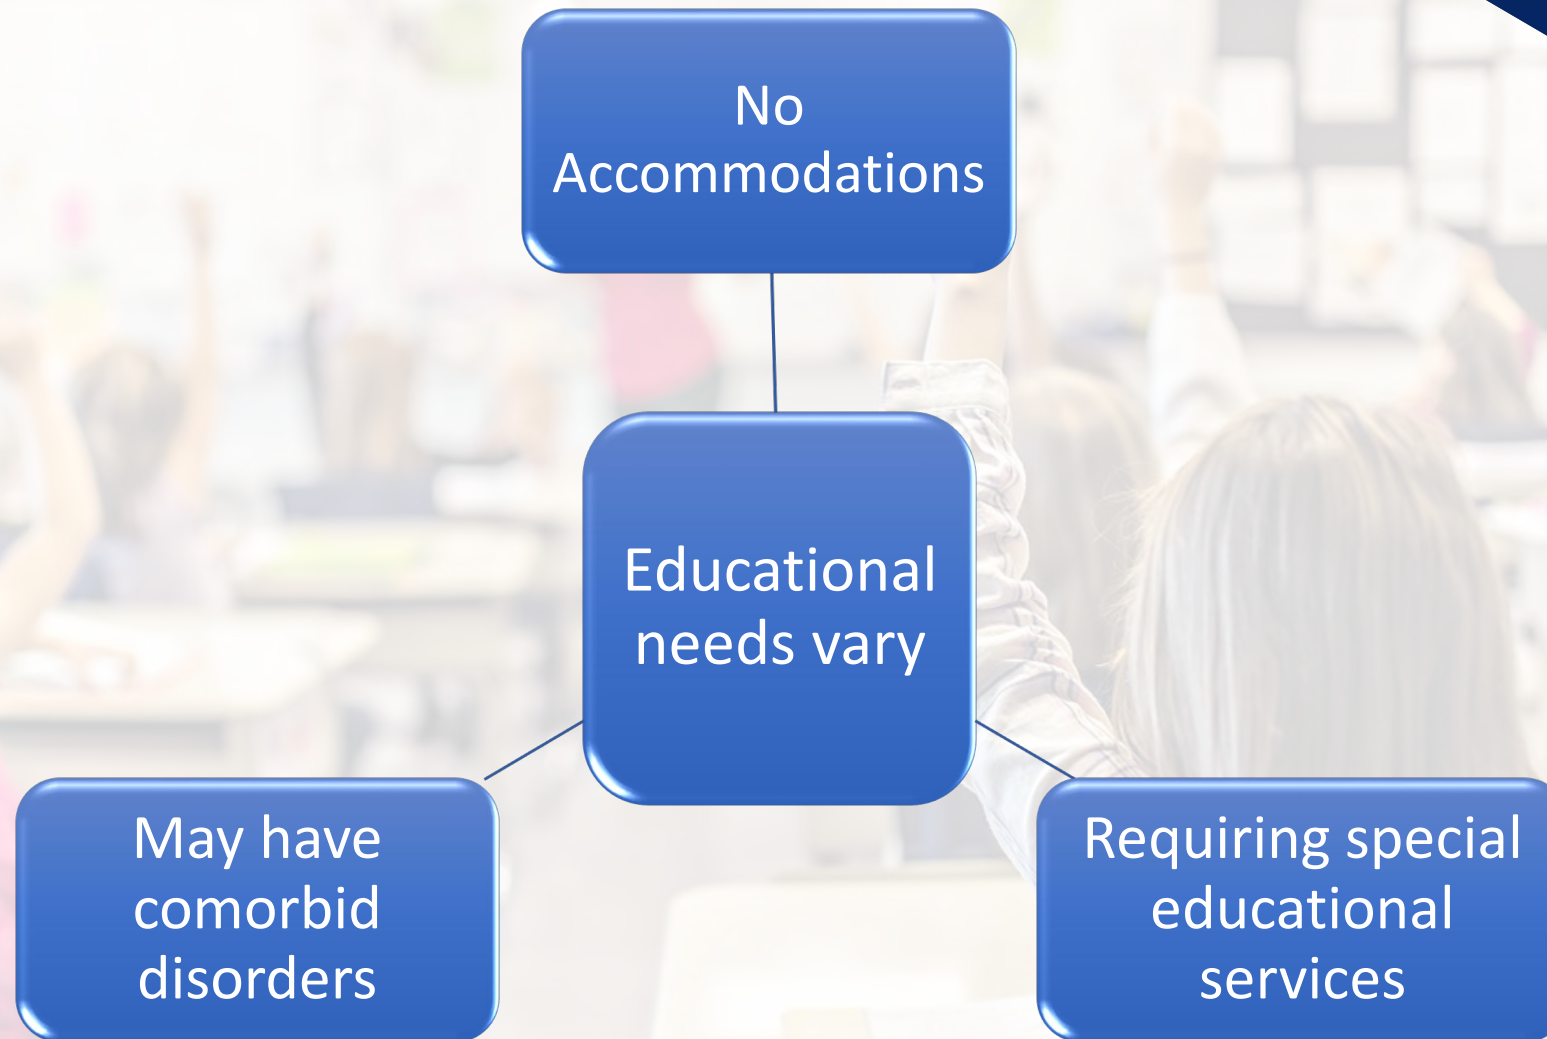 No
Accommodations
Educational
needs vary
May have
comorbid
disorders
Requiring special
educational
services